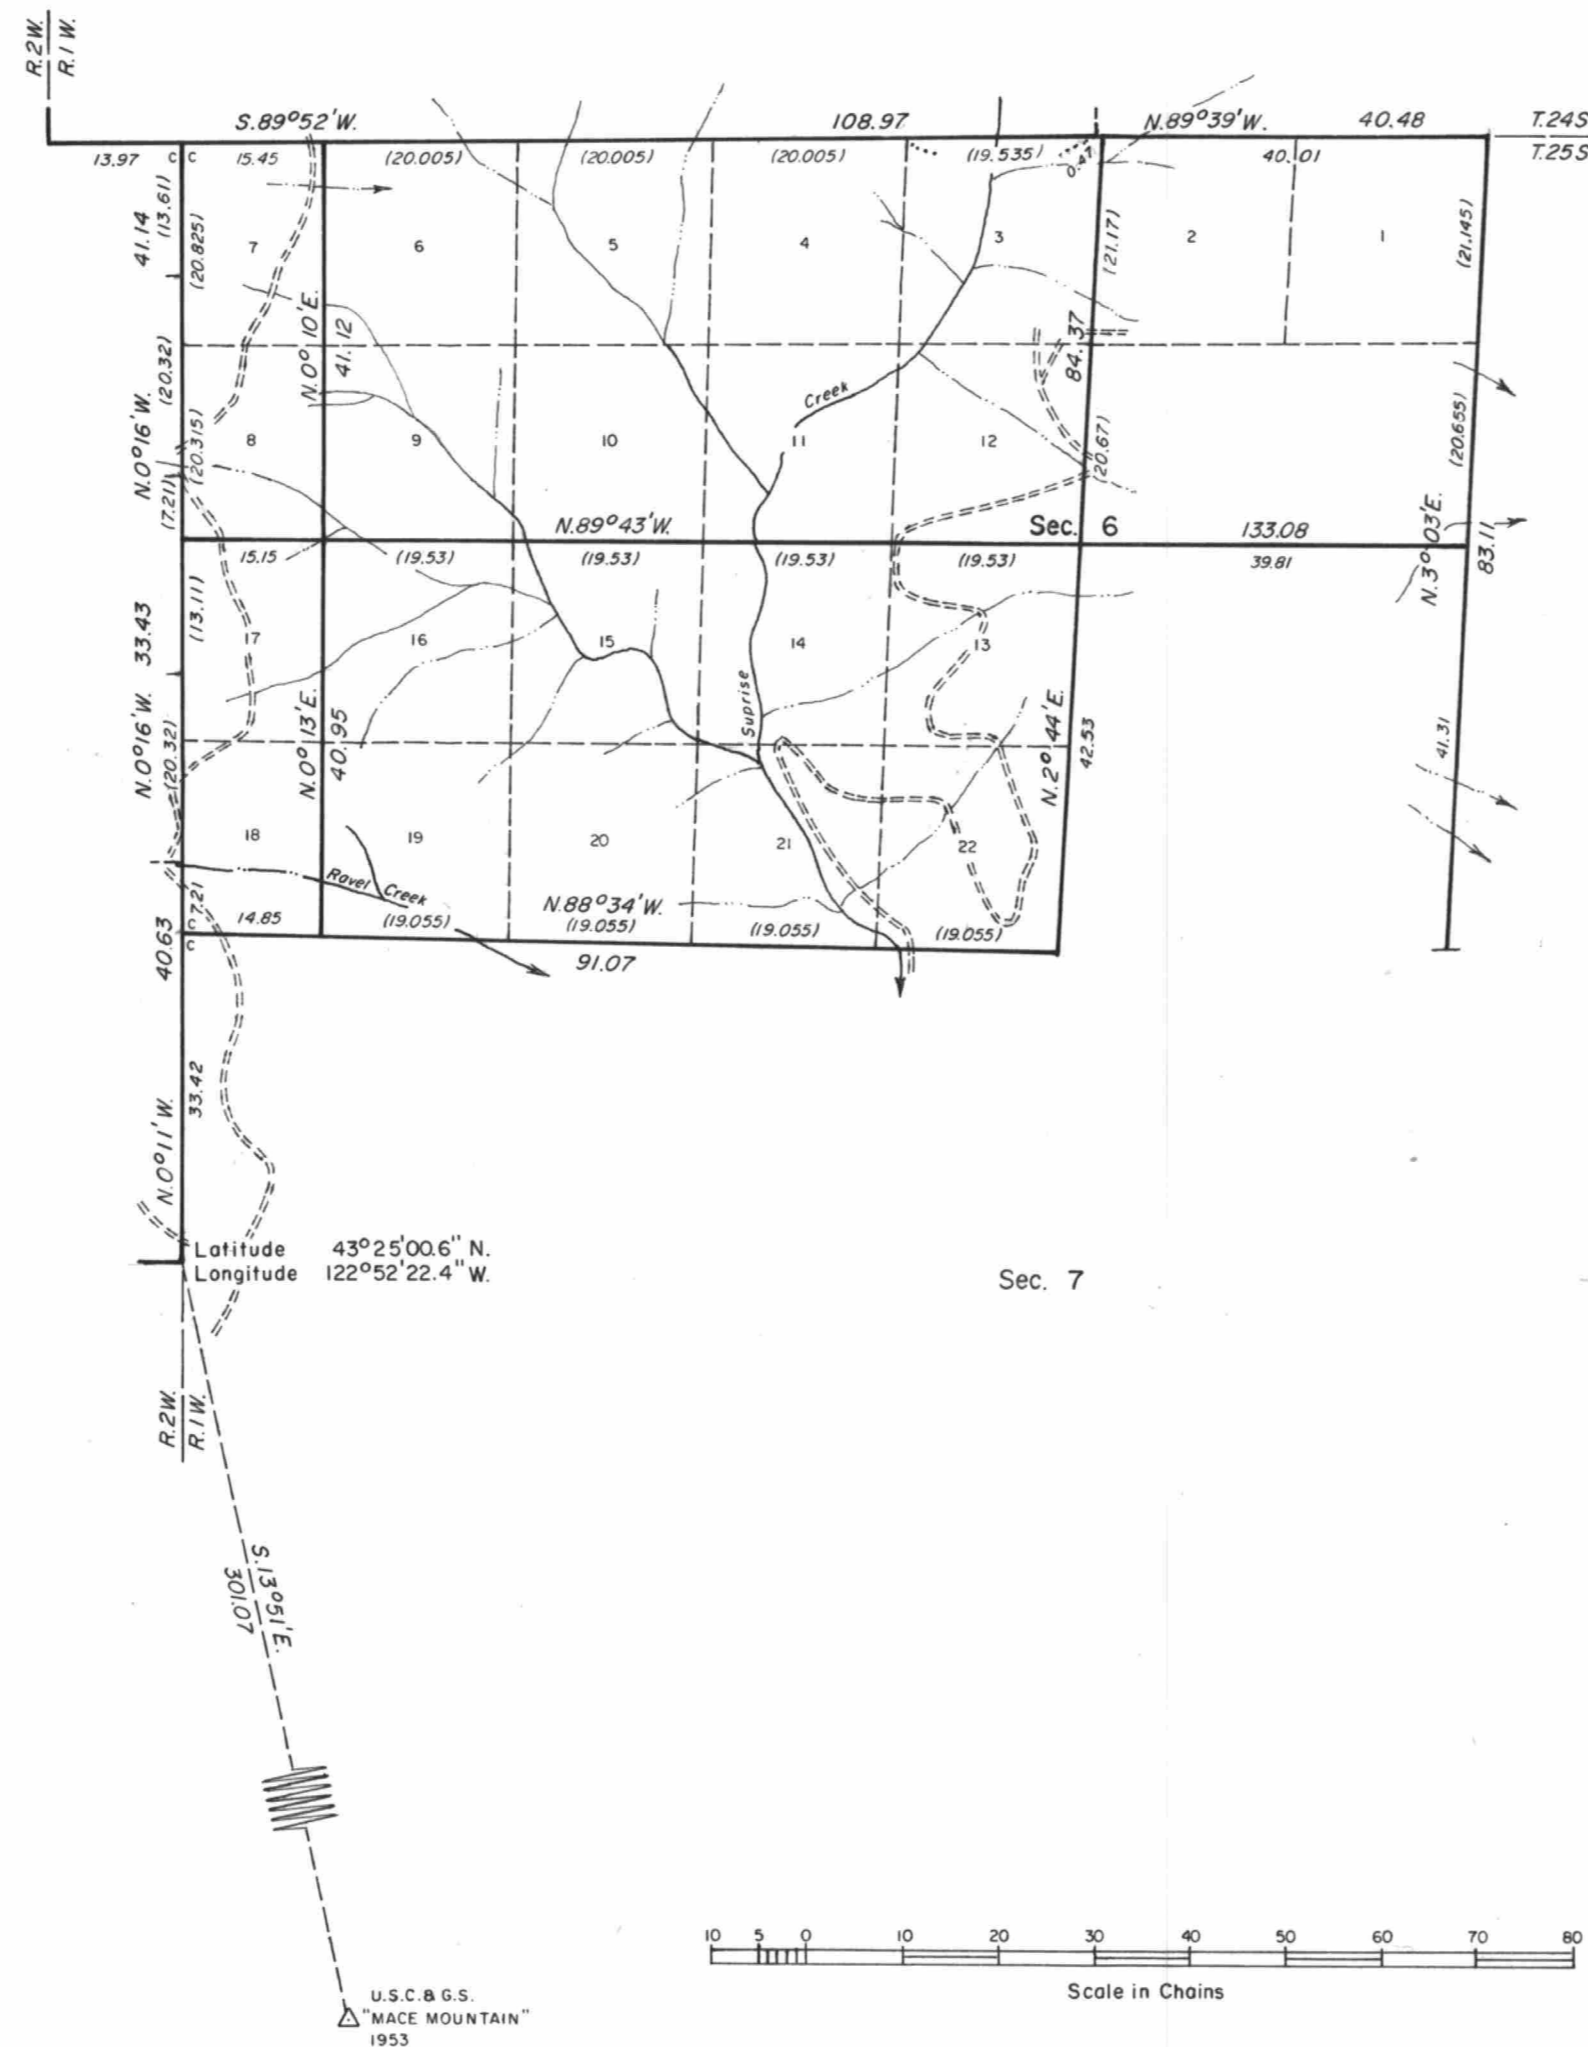 R.2W.
R.1W.
S.89°52'W.
108.97
N.89°39'W.
40.48
T.24S
T.25S
13.97
C
C
15.45
(20.005)
(20.005)
(20.005)
(19.535)
0.47
40.01
41.14
(13.61)
(20.825)
7
6
5
4
3
(21.17)
2
1
(21.145)
N.0°10'E.
41.12
84.37
N.0°16'W.
(20.32)
(7.21)
(20.315)
8
9
10
Creek
11
12
(20.67)
(20.655)
N.89°43'W.
Sec. 6
133.08
N.3°03'E.
83.11
15.15
(19.53)
(19.53)
(19.53)
(19.53)
39.81
N.0°16'W. 33.43
(13.11)
17
16
15
14
13
Suprise
(20.32)
N.0°13'E.
40.95
N.2°44'E.
42.53
41.31
18
19
20
21
22
Ravel Creek
7.21
C
C
14.85
(19.055)
N.88°34'W.
(19.055)
(19.055)
(19.055)
91.07
40.63
N.0°11'W.
33.42
Latitude 43°25'00.6" N.
Longitude 122°52'22.4" W.
Sec. 7
R.2W.
R.1W.
S.13°51'E.
301.07
10 5 0 10 20 30 40 50 60 70 80
Scale in Chains
U.S.C.& G.S.
"MACE MOUNTAIN"
1953